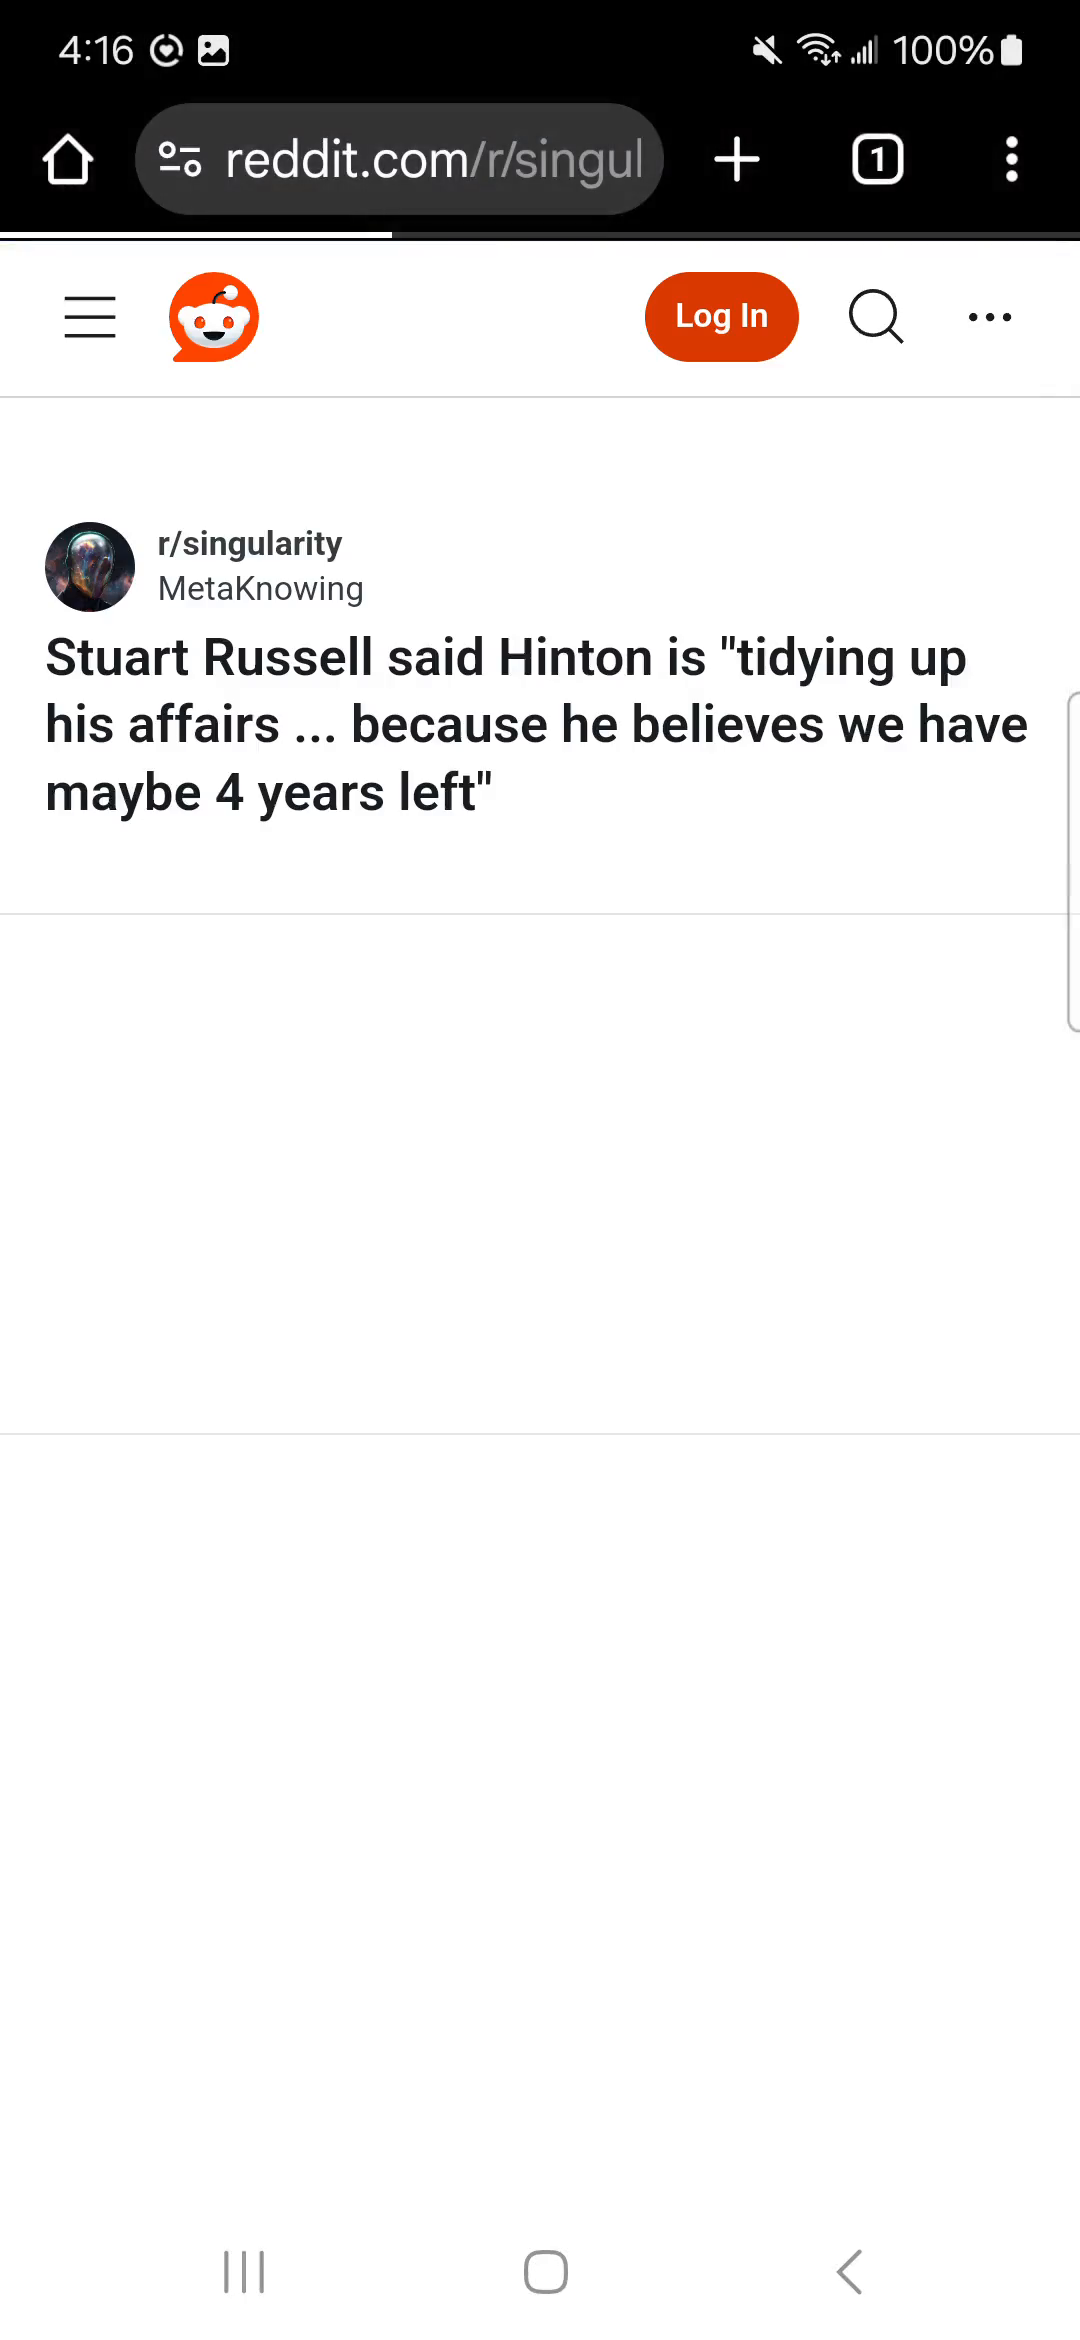 4:16
100%
reddit.com/r/singul
1
Log In
r/singularity
MetaKnowing
Stuart Russell said Hinton is "tidying up
his affairs ... because he believes we have
maybe 4 years left"